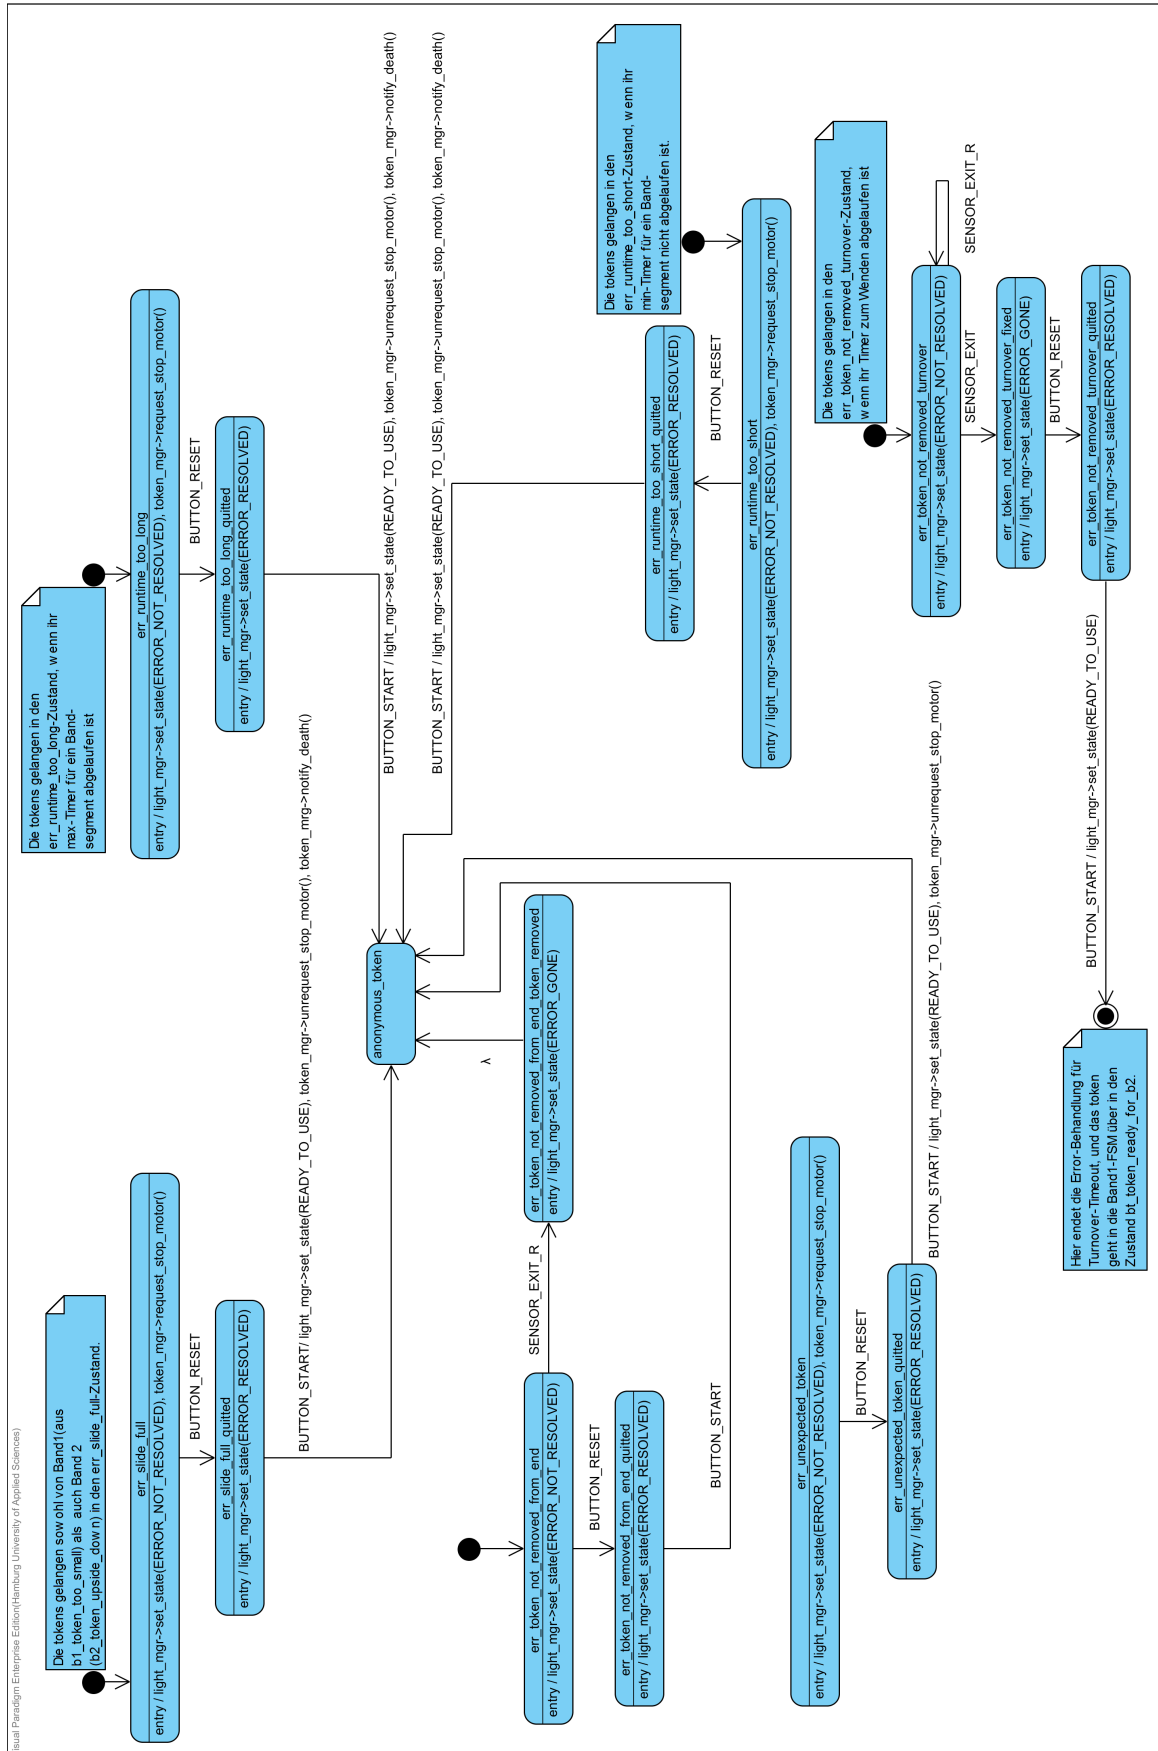 isual Paradigm Enterprise Edition(Hamburg University of Applied Sciences)
Die tokens gelangen sowohl von Band1(aus
b1_token_too_small) als auch Band 2
(b2_token_upside_down) in den err_slide_full-Zustand.
err_slide_full
entry / light_mgr->set_state(ERROR_NOT_RESOLVED), token_mgr->request_stop_motor()
BUTTON_RESET
err_slide_full_quitted
entry / light_mgr->set_state(ERROR_RESOLVED)
BUTTON_START/ light_mgr->set_state(READY_TO_USE), token_mgr->unrequest_stop_motor(), token_mrg->notify_death()
Die tokens gelangen in den
err_runtime_too_long-Zustand, wenn ihr
max-Timer für ein Band-
segment abgelaufen ist
err_runtime_too_long
entry / light_mgr->set_state(ERROR_NOT_RESOLVED), token_mgr->request_stop_motor()
BUTTON_RESET
err_runtime_too_long_quitted
entry / light_mgr->set_state(ERROR_RESOLVED)
BUTTON_START / light_mgr->set_state(READY_TO_USE), token_mgr->unrequest_stop_motor(), token_mgr->notify_death()
BUTTON_START / light_mgr->set_state(READY_TO_USE), token_mgr->unrequest_stop_motor(), token_mgr->notify_death()
anonymous_token
err_token_not_removed_from_end
entry / light_mgr->set_state(ERROR_NOT_RESOLVED)
SENSOR_EXIT_R
err_token_not_removed_from_end_token_removed
entry / light_mgr->set_state(ERROR_GONE)
BUTTON_RESET
err_token_not_removed_from_end_quitted
entry / light_mgr->set_state(ERROR_RESOLVED)
BUTTON_START
Die tokens gelangen in den
err_runtime_too_short-Zustand, wenn ihr
min-Timer für ein Band-
segment nicht abgelaufen ist.
err_runtime_too_short_quitted
entry / light_mgr->set_state(ERROR_RESOLVED)
BUTTON_RESET
err_runtime_too_short
entry / light_mgr->set_state(ERROR_NOT_RESOLVED), token_mgr->request_stop_motor()
err_unexpected_token
entry / light_mgr->set_state(ERROR_NOT_RESOLVED), token_mgr->request_stop_motor()
BUTTON_RESET
err_unexpected_token_quitted
entry / light_mgr->set_state(ERROR_RESOLVED)
BUTTON_START / light_mgr->set_state(READY_TO_USE), token_mgr->unrequest_stop_motor()
Die tokens gelangen in den
err_token_not_removed_turnover-Zustand,
wenn ihr Timer zum Wenden abgelaufen ist
err_token_not_removed_turnover
entry / light_mgr->set_state(ERROR_NOT_RESOLVED)
SENSOR_EXIT_R
SENSOR_EXIT
err_token_not_removed_turnover_fixed
entry / light_mgr->set_state(ERROR_GONE)
BUTTON_RESET
err_token_not_removed_turnover_quitted
entry / light_mgr->set_state(ERROR_RESOLVED)
BUTTON_START / light_mgr->set_state(READY_TO_USE)
Hier endet die Error-Behandlung für
Turnover-Timeout, und das token
geht in die Band1-FSM über in den
Zustand bt_token_ready_for_b2.